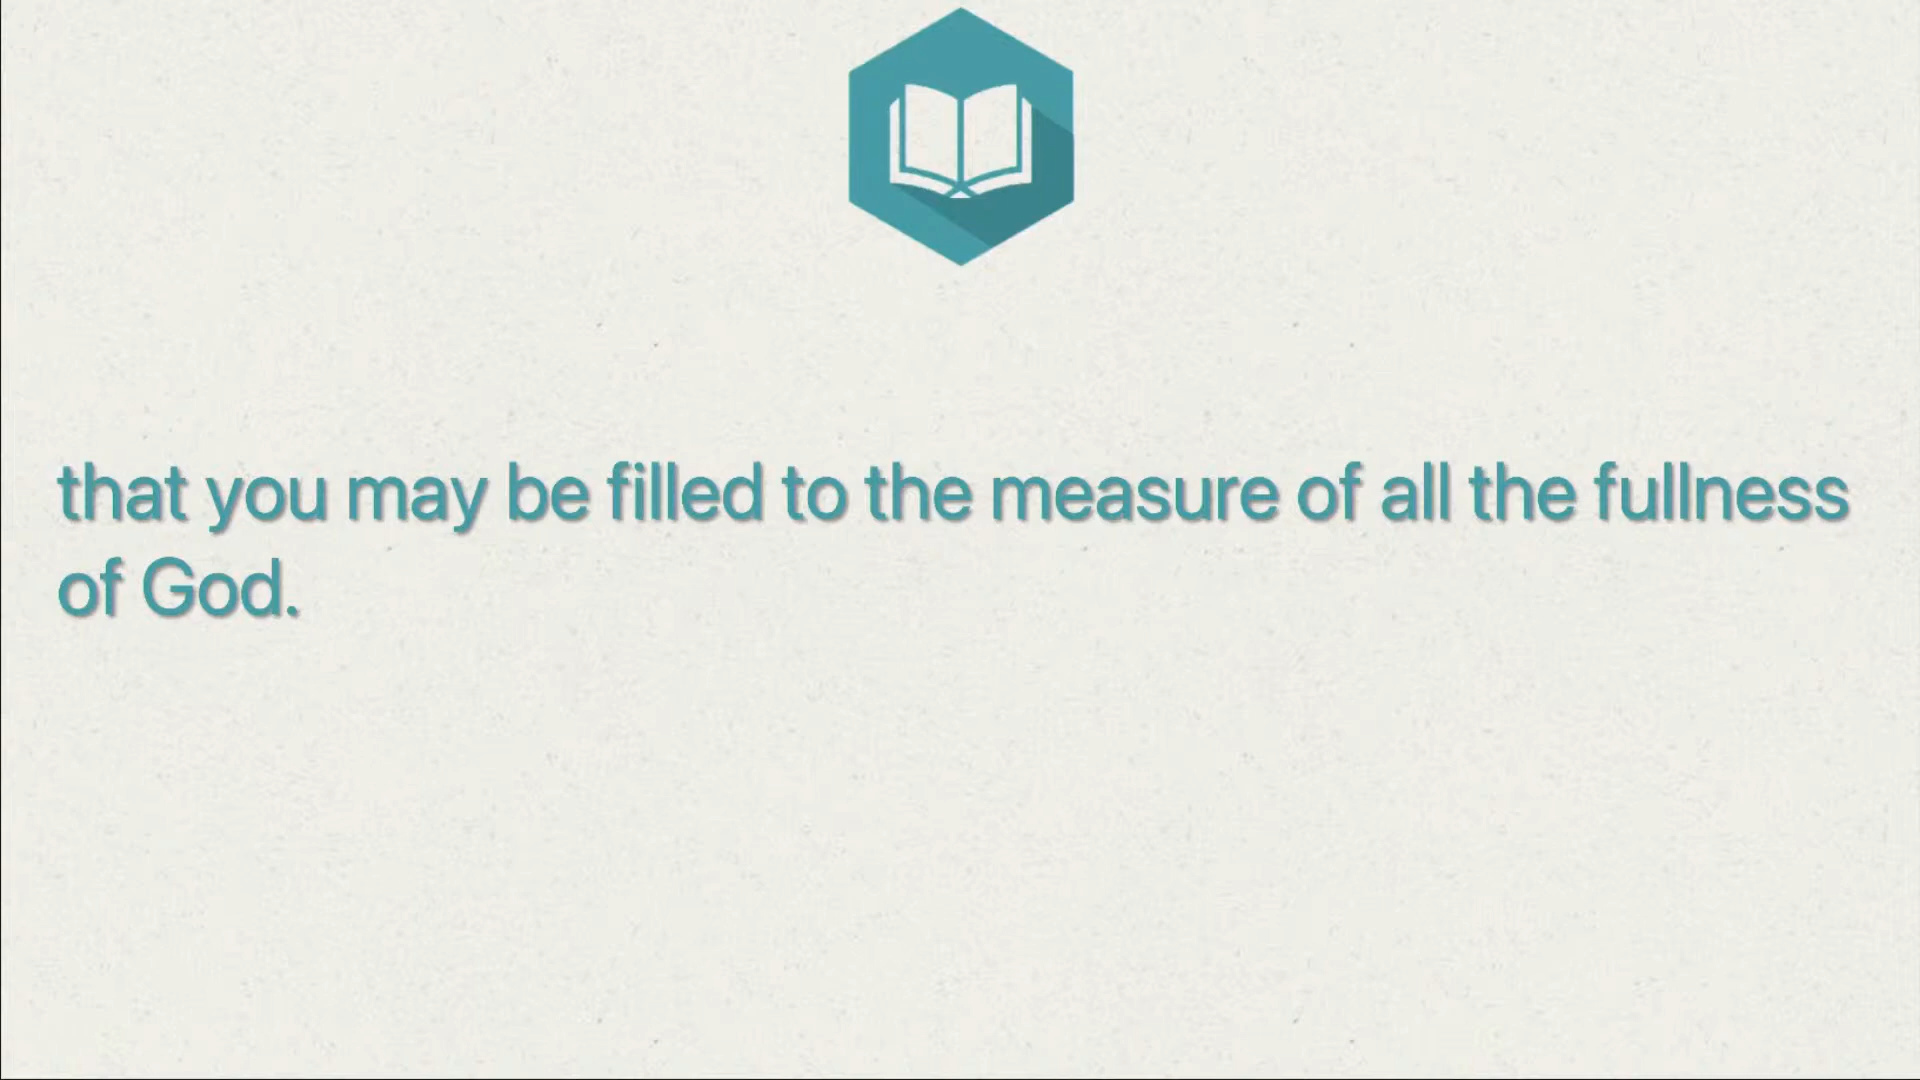 that you may be filled to the measure of all the fullness
of God.